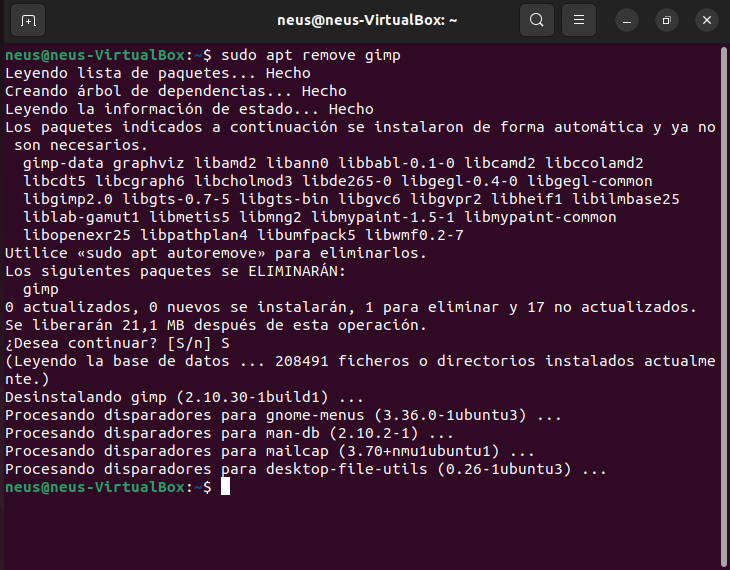 neus@neus-VirtualBox: ~
neus@neus-VirtualBox:~$ sudo apt remove gimp
Leyendo lista de paquetes... Hecho
Creando árbol de dependencias... Hecho
Leyendo la información de estado... Hecho
Los paquetes indicados a continuación se instalaron de forma automática y ya no
 son necesarios.
  gimp-data graphviz libamd2 libann0 libbabl-0.1-0 libcamd2 libccolamd2
  libcdt5 libcgraph6 libcholmod3 libde265-0 libgegl-0.4-0 libgegl-common
  libgimp2.0 libgts-0.7-5 libgts-bin libgvc6 libgvpr2 libheif1 libilmbase25
  liblab-gamut1 libmetis5 libmng2 libmypaint-1.5-1 libmypaint-common
  libopenexr25 libpathplan4 libumfpack5 libwmf0.2-7
Utilice «sudo apt autoremove» para eliminarlos.
Los siguientes paquetes se ELIMINARÁN:
  gimp
0 actualizados, 0 nuevos se instalarán, 1 para eliminar y 17 no actualizados.
Se liberarán 21,1 MB después de esta operación.
¿Desea continuar? [S/n] S
(Leyendo la base de datos ... 208491 ficheros o directorios instalados actualme
nte.)
Desinstalando gimp (2.10.30-1build1) ...
Procesando disparadores para gnome-menus (3.36.0-1ubuntu3) ...
Procesando disparadores para man-db (2.10.2-1) ...
Procesando disparadores para mailcap (3.70+nmu1ubuntu1) ...
Procesando disparadores para desktop-file-utils (0.26-1ubuntu3) ...
neus@neus-VirtualBox:~$